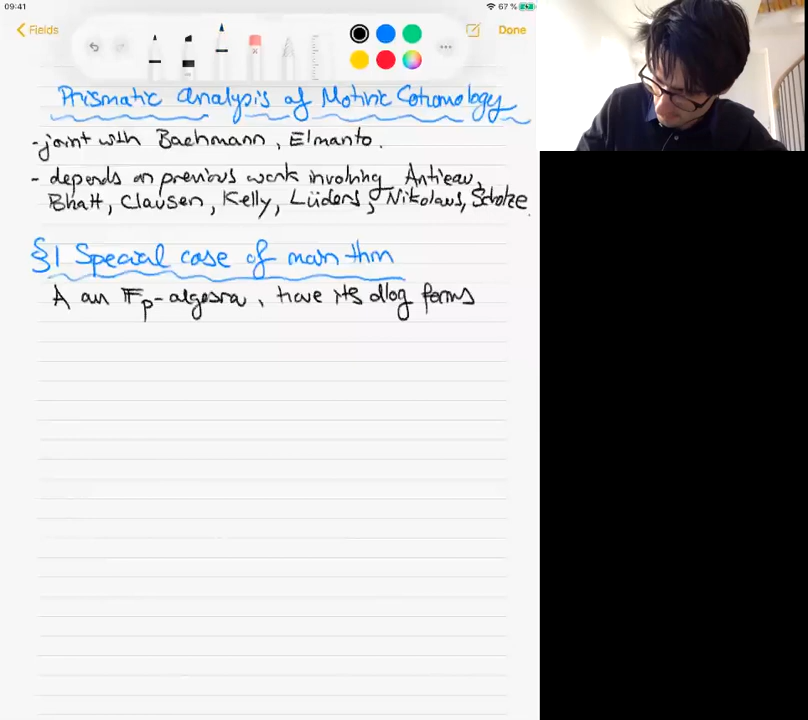 09:41
67 %
Fields
Done
Prismatic Analysis of Motivic Cohomology
- joint with Bachmann, Elmanto.
- depends on previous work involving Antieau,
Bhatt, Clausen, Kelly, Lüders, Nikolaus, Scholze.
§1 Special case of main thm
A an 𝔽p-algebra, have its dlog forms